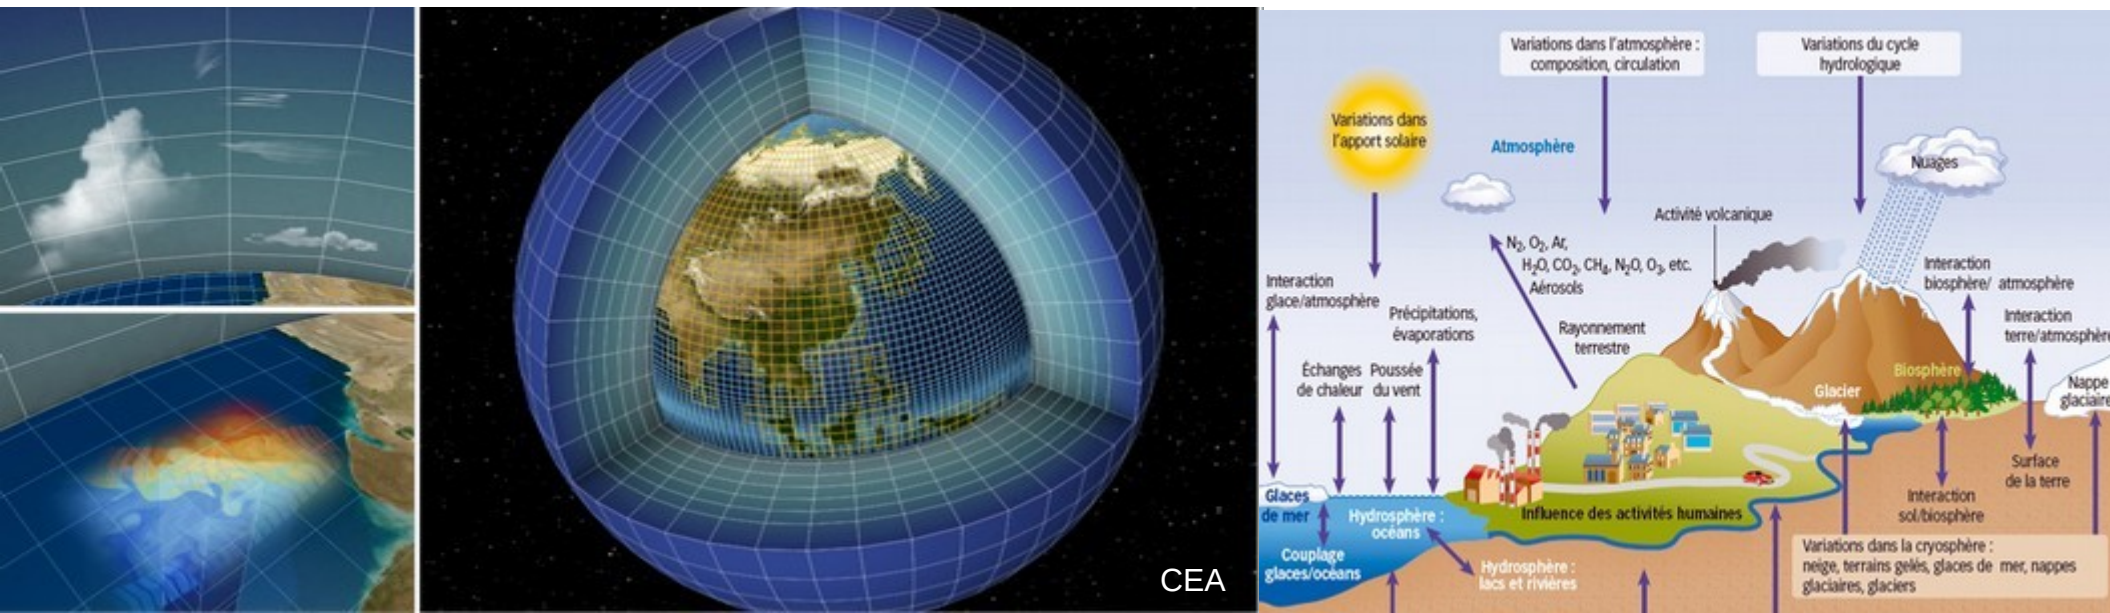 CEA
Variations dans l'atmosphère :
composition, circulation
Variations du cycle
hydrologique
Variations dans
l'apport solaire
Atmosphère
Nuages
Activité volcanique
N₂, O₂, Ar,
H₂O, CO₂, CH₄, N₂O, O₃, etc.
Aérosols
Interaction
glace/atmosphère
Précipitations,
évaporations
Interaction
biosphère/ atmosphère
Interaction
terre/atmosphère
Rayonnement
terrestre
Échanges
de chaleur
Poussée
du vent
Biosphère
Glacier
Nappe
glaciaire
Surface
de la terre
Glaces
de mer
Hydrosphère :
océans
Influence des activités humaines
Interaction
sol/biosphère
Couplage
glaces/océans
Hydrosphère :
lacs et rivières
Variations dans la cryosphère :
neige, terrains gelés, glaces de mer, nappes
glaciaires, glaciers